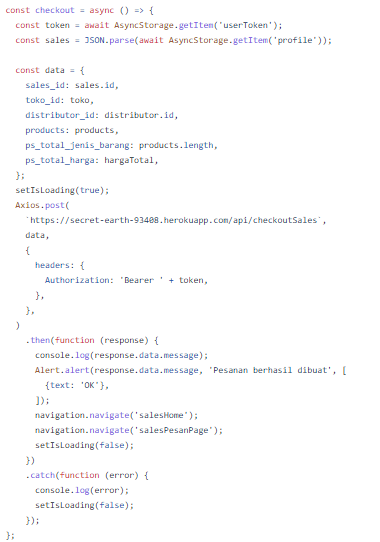 const checkout = async () => {
  const token = await AsyncStorage.getItem('userToken');
  const sales = JSON.parse(await AsyncStorage.getItem('profile'));

  const data = {
    sales_id: sales.id,
    toko_id: toko,
    distributor_id: distributor.id,
    products: products,
    ps_total_jenis_barang: products.length,
    ps_total_harga: hargaTotal,
  };
  setIsLoading(true);
  Axios.post(
    `https://secret-earth-93408.herokuapp.com/api/checkoutSales`,
    data,
    {
      headers: {
        Authorization: 'Bearer ' + token,
      },
    },
  )
    .then(function (response) {
      console.log(response.data.message);
      Alert.alert(response.data.message, 'Pesanan berhasil dibuat', [
        {text: 'OK'},
      ]);
      navigation.navigate('salesHome');
      navigation.navigate('salesPesanPage');
      setIsLoading(false);
    })
    .catch(function (error) {
      console.log(error);
      setIsLoading(false);
    });
};